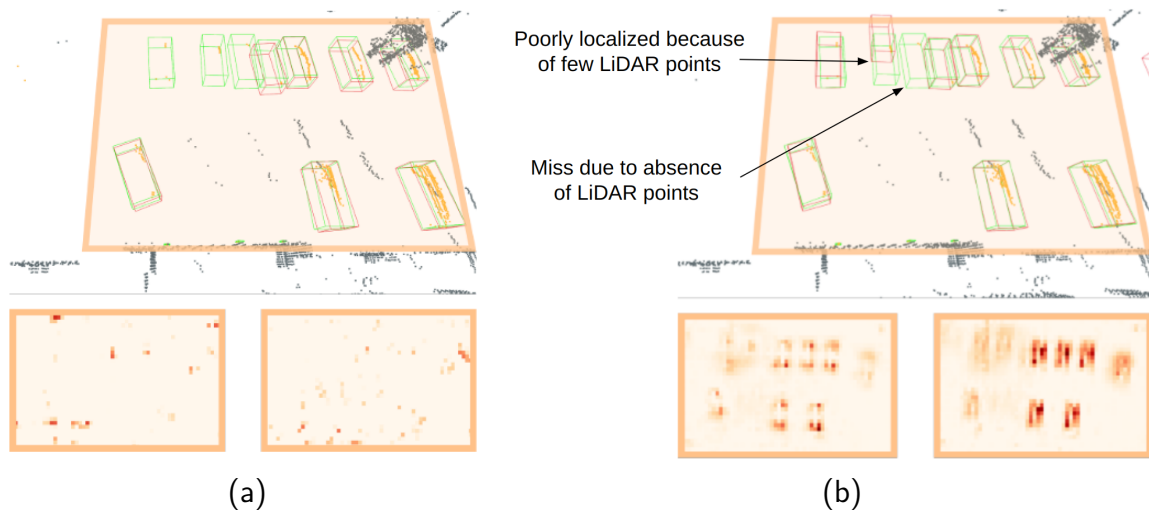 Poorly localized because
of few LiDAR points
Miss due to absence
of LiDAR points
(a)
(b)